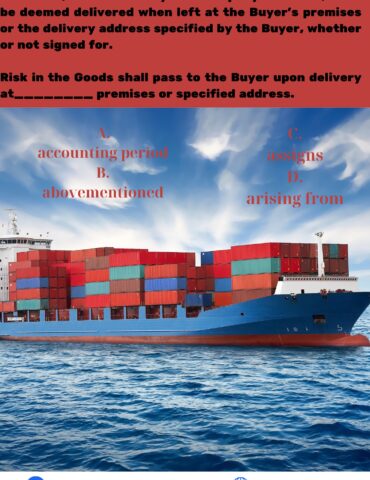 be deemed delivered when left at the Buyer's premises
or the delivery address specified by the Buyer, whether
or not signed for.
Risk in the Goods shall pass to the Buyer upon delivery
at________ premises or specified address.
A.
accounting period
B.
abovementioned
C.
assigns
D.
arising from